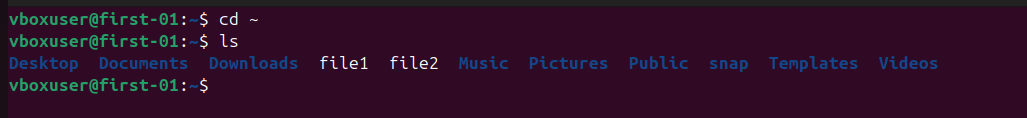 vboxuser@first-01:~$ cd ~
vboxuser@first-01:~$ ls
Desktop  Documents  Downloads  file1  file2  Music  Pictures  Public  snap  Templates  Videos
vboxuser@first-01:~$